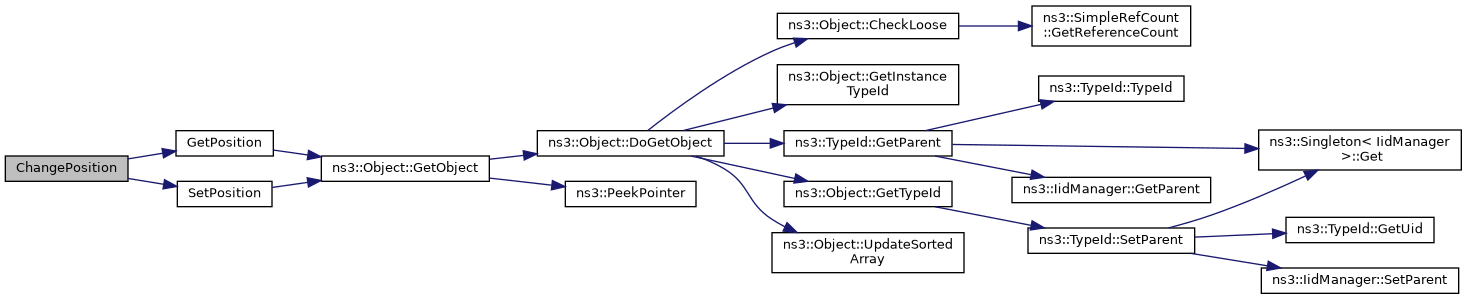 ChangePosition
GetPosition
SetPosition
ns3::Object::GetObject
ns3::Object::DoGetObject
ns3::PeekPointer
ns3::Object::CheckLoose
ns3::SimpleRefCount
::GetReferenceCount
ns3::Object::GetInstance
TypeId
ns3::TypeId::GetParent
ns3::Object::GetTypeId
ns3::Object::UpdateSorted
Array
ns3::TypeId::TypeId
ns3::IidManager::GetParent
ns3::TypeId::SetParent
ns3::Singleton< IidManager
>::Get
ns3::TypeId::GetUid
ns3::IidManager::SetParent